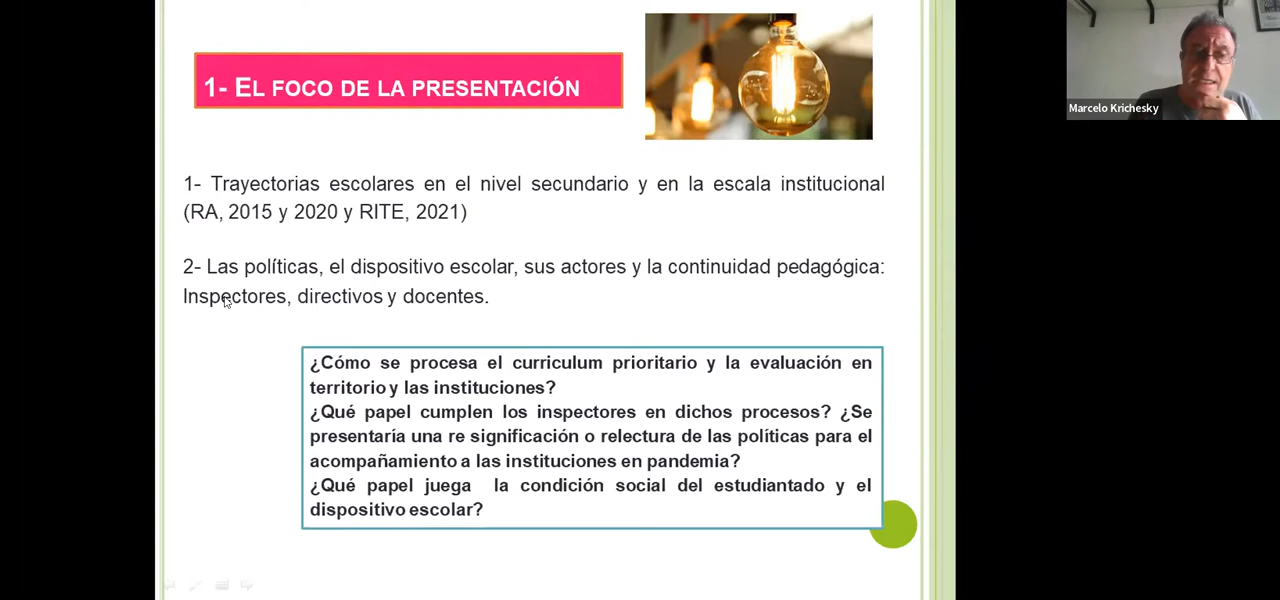 1- EL FOCO DE LA PRESENTACIÓN
Marcelo Krichesky
1- Trayectorias escolares en el nivel secundario y en la escala institucional
(RA, 2015 y 2020 y RITE, 2021)
2- Las políticas, el dispositivo escolar, sus actores y la continuidad pedagógica:
Inspectores, directivos y docentes.
¿Cómo se procesa el curriculum prioritario y la evaluación en
territorio y las instituciones?
¿Qué papel cumplen los inspectores en dichos procesos? ¿Se
presentaría una re significación o relectura de las políticas para el
acompañamiento a las instituciones en pandemia?
¿Qué papel juega la condición social del estudiantado y el
dispositivo escolar?